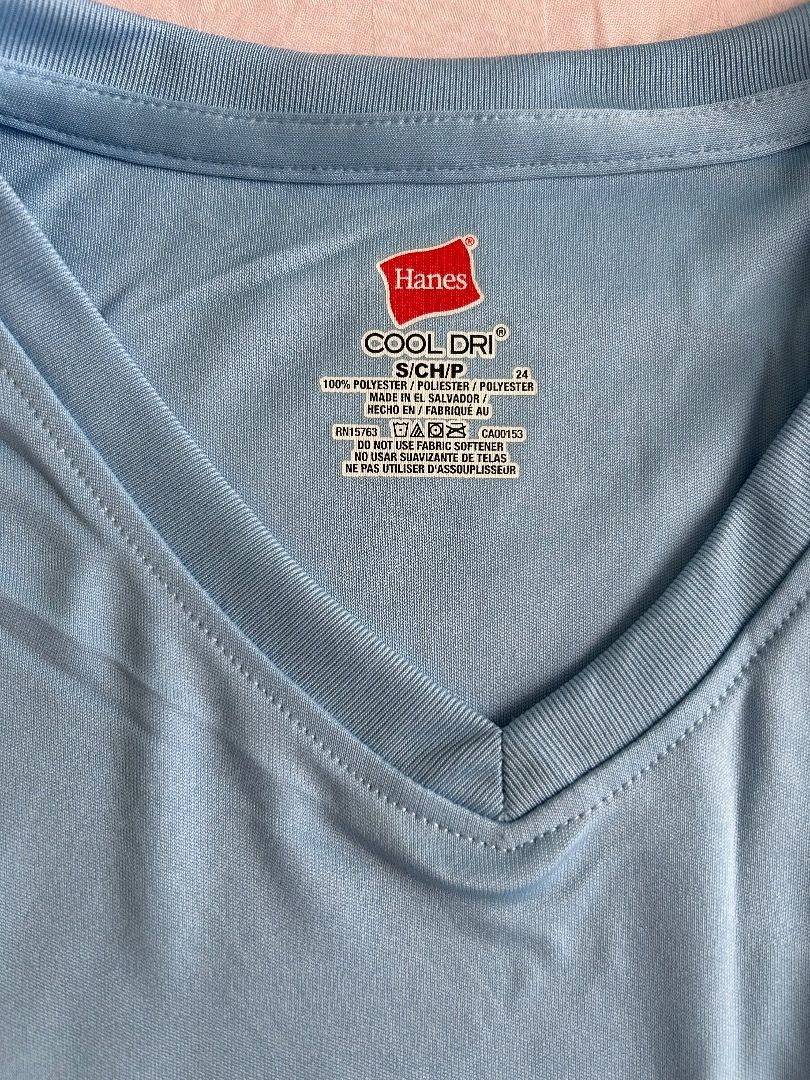 Hanes®
COOL DRI®
S/CH/P 24
100% POLYESTER / POLIESTER / POLYESTER
MADE IN EL SALVADOR /
HECHO EN / FABRIQUÉ AU
RN15763 CA00153
DO NOT USE FABRIC SOFTENER
NO USAR SUAVIZANTE DE TELAS
NE PAS UTILISER D'ASSOUPLISSEUR